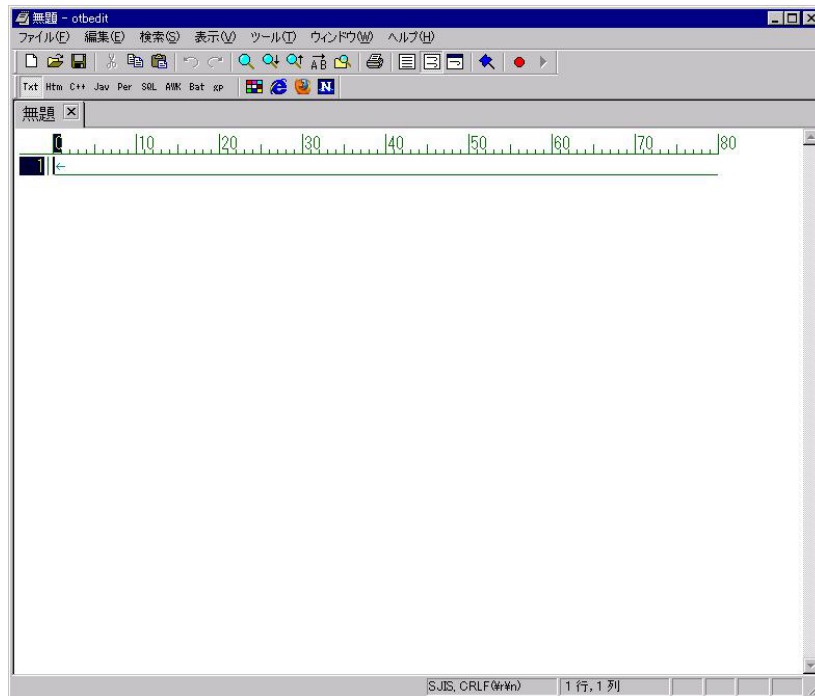 無題 - otbedit
ファイル(F) 編集(E) 検索(S) 表示(V) ツール(T) ウィンドウ(W) ヘルプ(H)
A B
Txt Htm C++ Jav Per SQL AWK Bat gp N
無題
0 10 20 30 40 50 60 70 80
1
SJIS, CRLF(¥r¥n) 1 行, 1 列